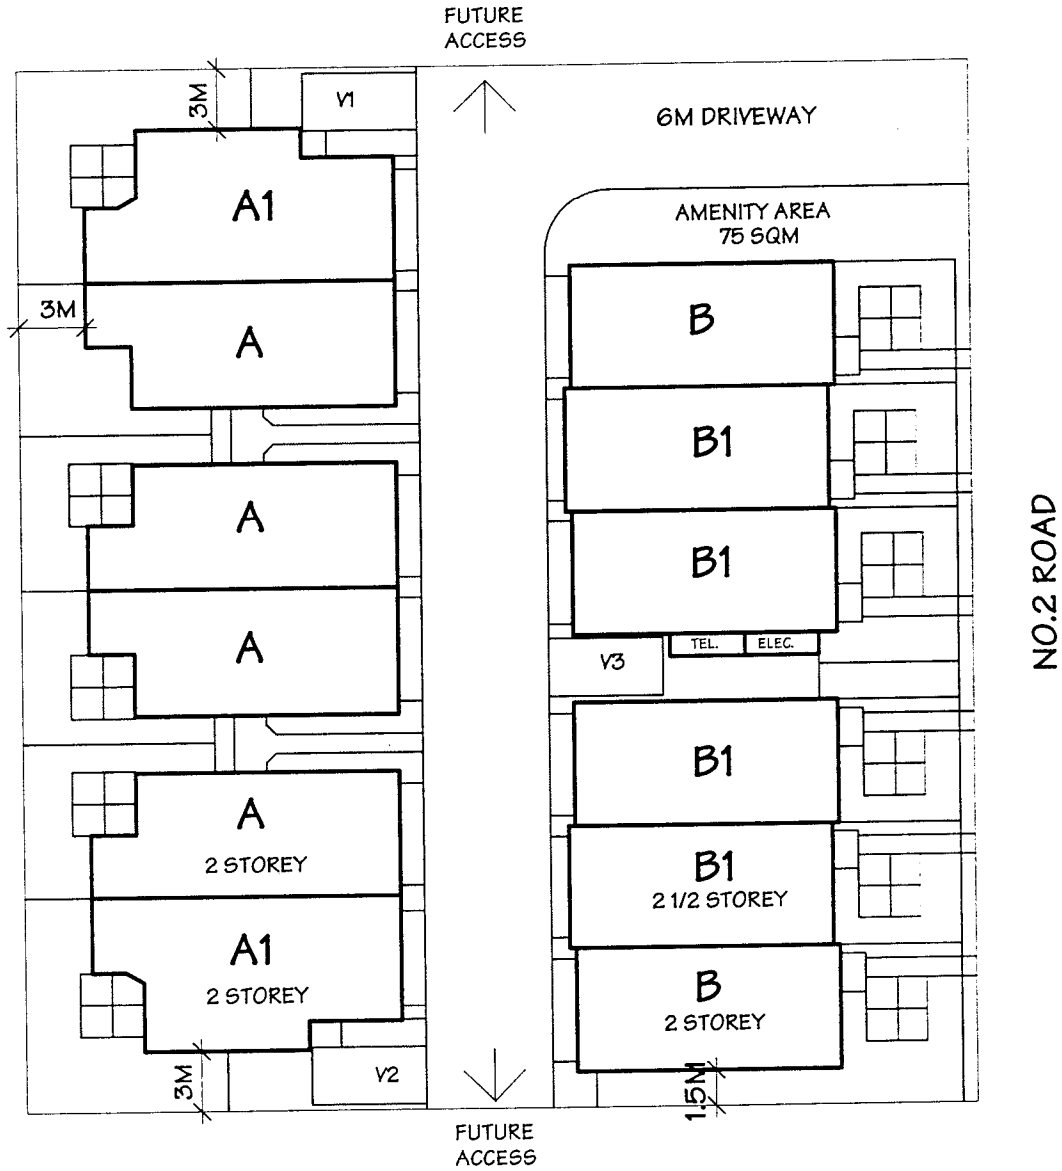 FUTURE
ACCESS
3M
V1
6M DRIVEWAY
A1
AMENITY AREA
75 SQM
3M
A
B
B1
A
B1
NO.2 ROAD
A
TEL.
ELEC.
V3
B1
A
2 STOREY
B1
2 1/2 STOREY
A1
2 STOREY
B
2 STOREY
3M
V2
1.5M
FUTURE
ACCESS